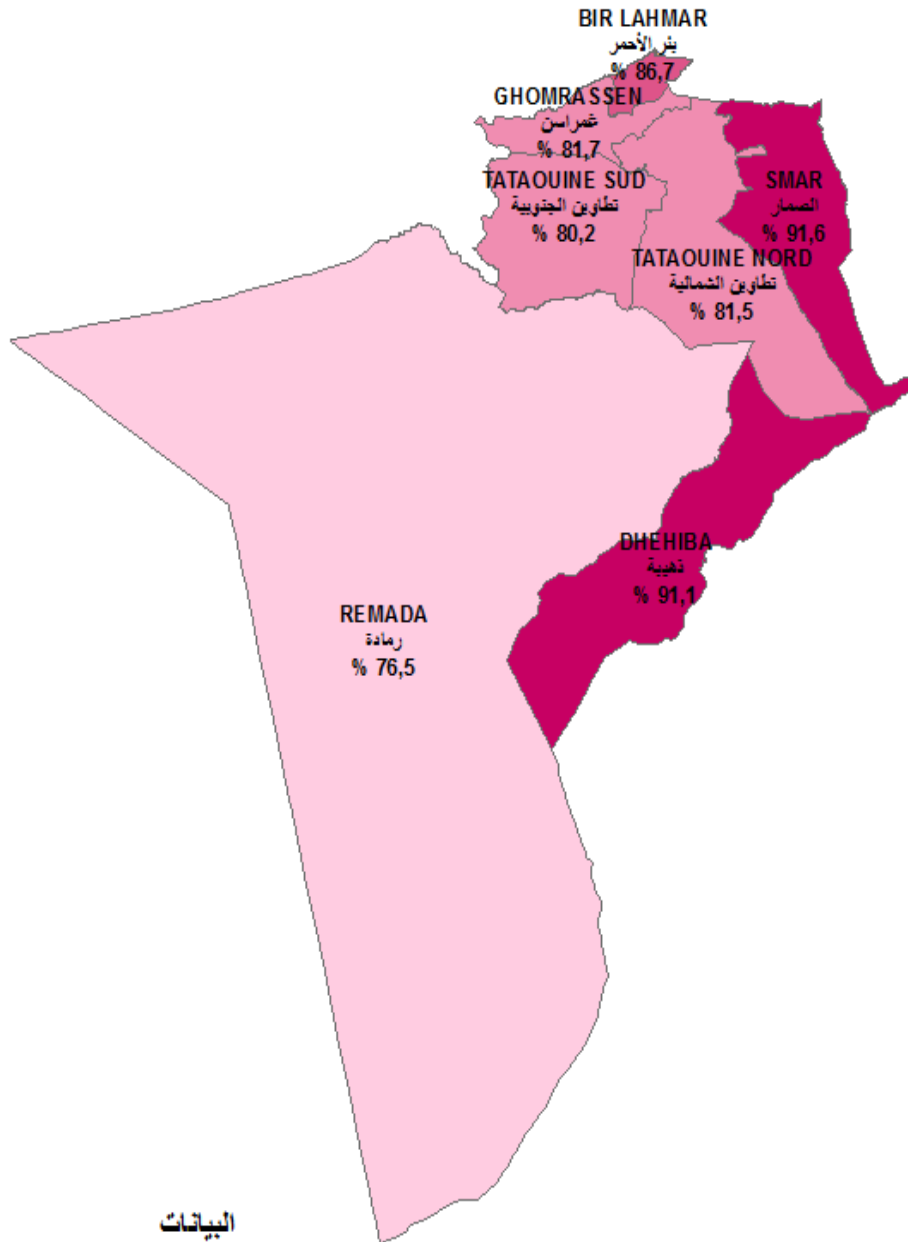 BIR LAHMAR
بئر الأحمر
% 86,7
GHOMRASSEN
غمراسن
% 81,7
TATAOUINE SUD
تطاوين الجنوبية
% 80,2
SMAR
الصمار
% 91,6
TATAOUINE NORD
تطاوين الشمالية
% 81,5
DHEHIBA
ذهيبة
% 91,1
REMADA
رمادة
% 76,5
البيانات